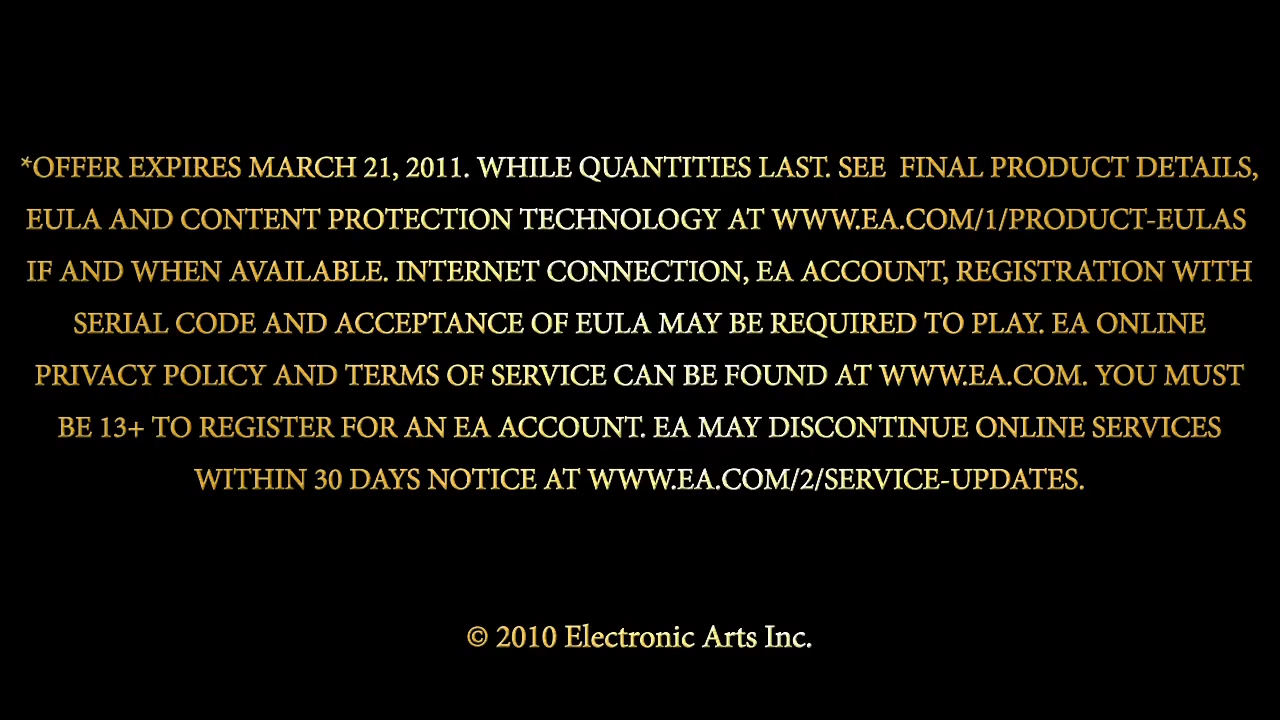 *OFFER EXPIRES MARCH 21, 2011. WHILE QUANTITIES LAST. SEE  FINAL PRODUCT DETAILS,
EULA AND CONTENT PROTECTION TECHNOLOGY AT WWW.EA.COM/1/PRODUCT-EULAS
IF AND WHEN AVAILABLE. INTERNET CONNECTION, EA ACCOUNT, REGISTRATION WITH
SERIAL CODE AND ACCEPTANCE OF EULA MAY BE REQUIRED TO PLAY. EA ONLINE
PRIVACY POLICY AND TERMS OF SERVICE CAN BE FOUND AT WWW.EA.COM. YOU MUST
BE 13+ TO REGISTER FOR AN EA ACCOUNT. EA MAY DISCONTINUE ONLINE SERVICES
WITHIN 30 DAYS NOTICE AT WWW.EA.COM/2/SERVICE-UPDATES.
© 2010 Electronic Arts Inc.